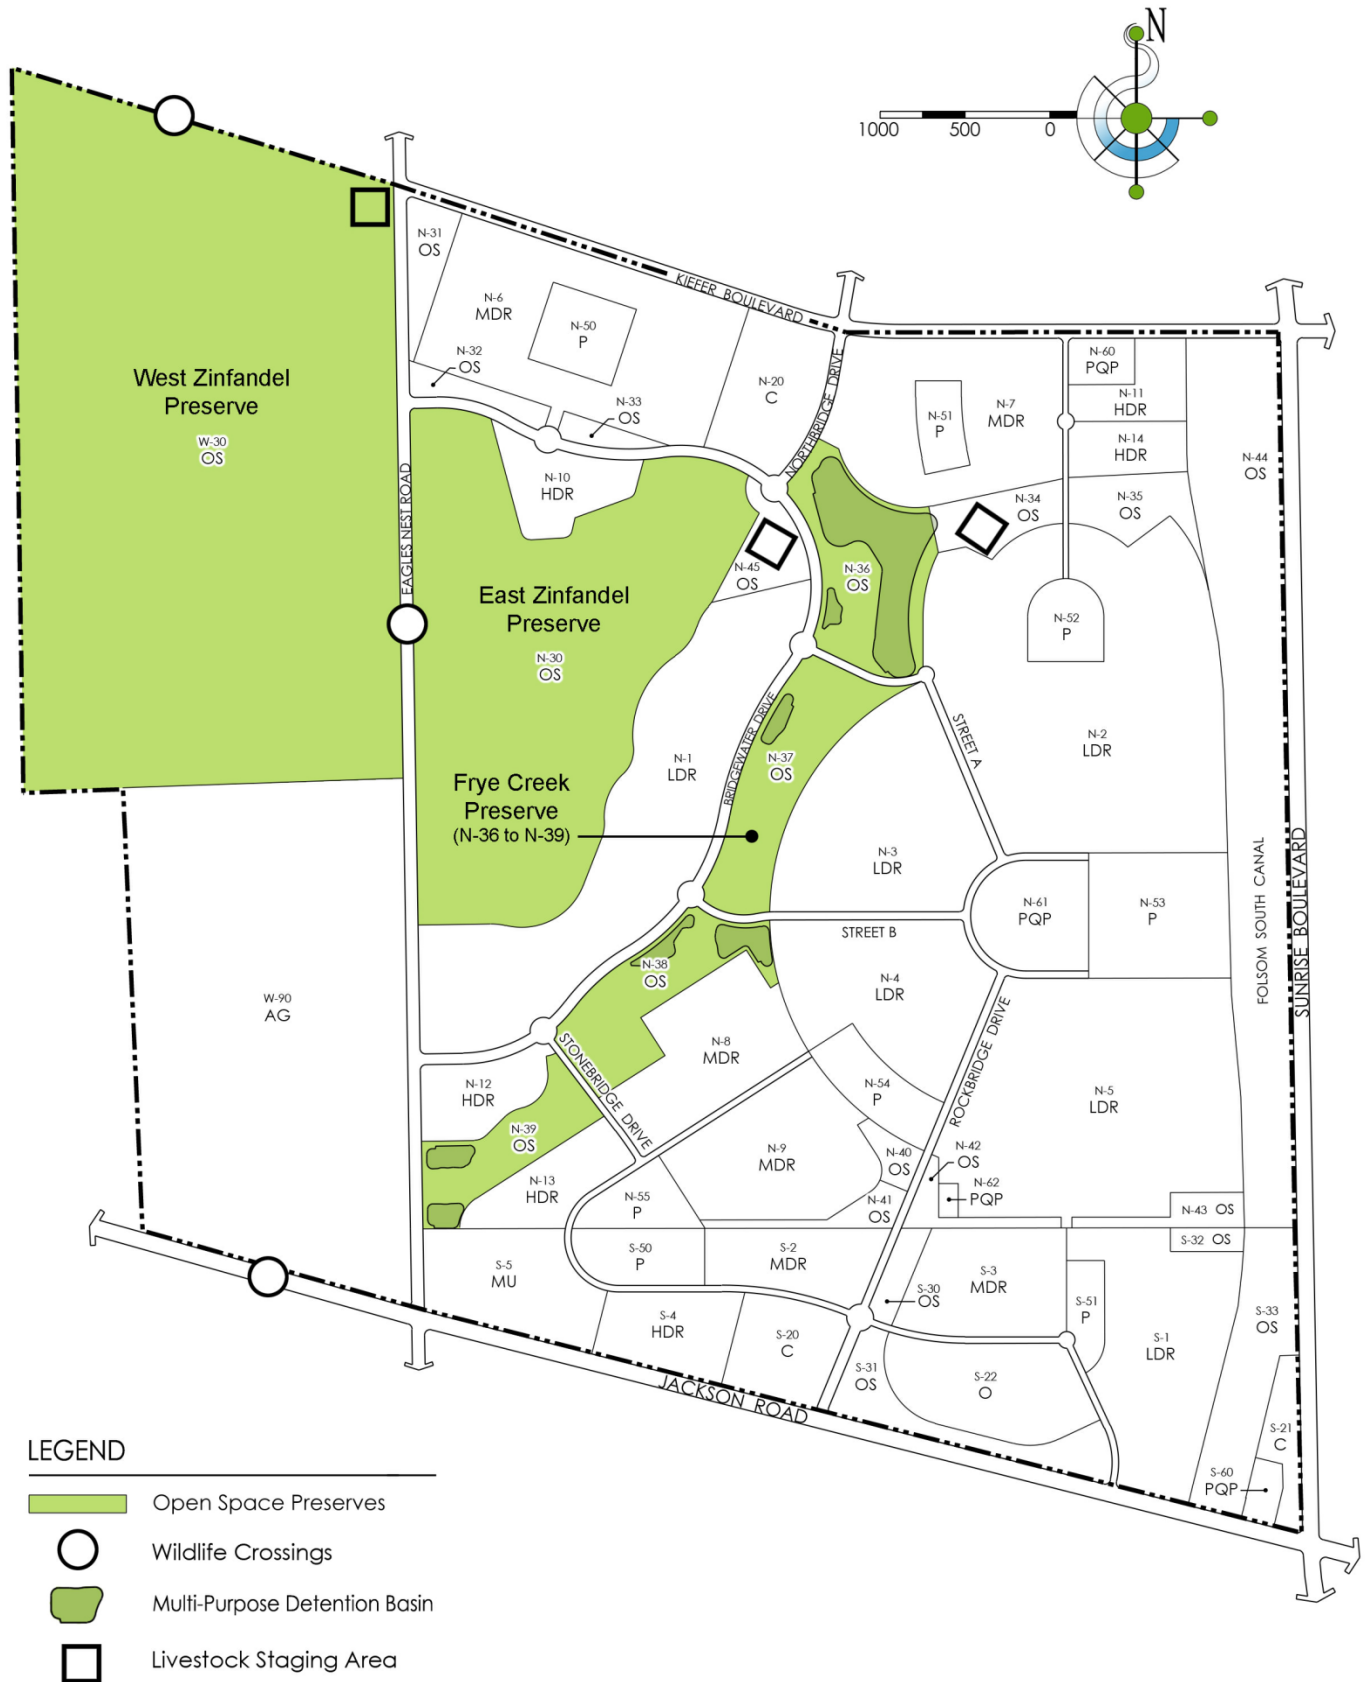 N
1000 500 0
N-31
OS
KIEFER BOULEVARD
N-6
MDR
N-50
P
N-32
OS
N-33
OS
N-20
C
NORTHBRIDGE DRIVE
N-60
PQP
N-7
MDR
N-51
P
N-11
HDR
N-14
HDR
N-44
OS
West Zinfandel
Preserve
W-30
OS
EAGLES NEST ROAD
N-10
HDR
N-34
OS
N-35
OS
N-45
OS
N-36
OS
East Zinfandel
Preserve
N-30
OS
N-52
P
BRIDGEWATER DRIVE
STREET A
N-2
LDR
N-1
LDR
N-37
OS
Frye Creek
Preserve
(N-36 to N-39)
N-3
LDR
N-61
PQP
N-53
P
FOLSOM SOUTH CANAL
SUNRISE BOULEVARD
STREET B
N-38
OS
N-4
LDR
W-90
AG
STONEBRIDGE DRIVE
N-8
MDR
ROCKBRIDGE DRIVE
N-12
HDR
N-54
P
N-5
LDR
N-39
OS
N-9
MDR
N-40
OS
N-42
OS
N-13
HDR
N-62
PQP
N-55
P
N-41
OS
N-43 OS
S-32 OS
S-50
P
S-2
MDR
S-5
MU
S-3
MDR
S-30
OS
S-51
P
S-33
OS
S-4
HDR
S-20
C
S-1
LDR
S-31
OS
S-22
O
JACKSON ROAD
S-21
C
S-60
PQP
LEGEND
Open Space Preserves
Wildlife Crossings
Multi-Purpose Detention Basin
Livestock Staging Area